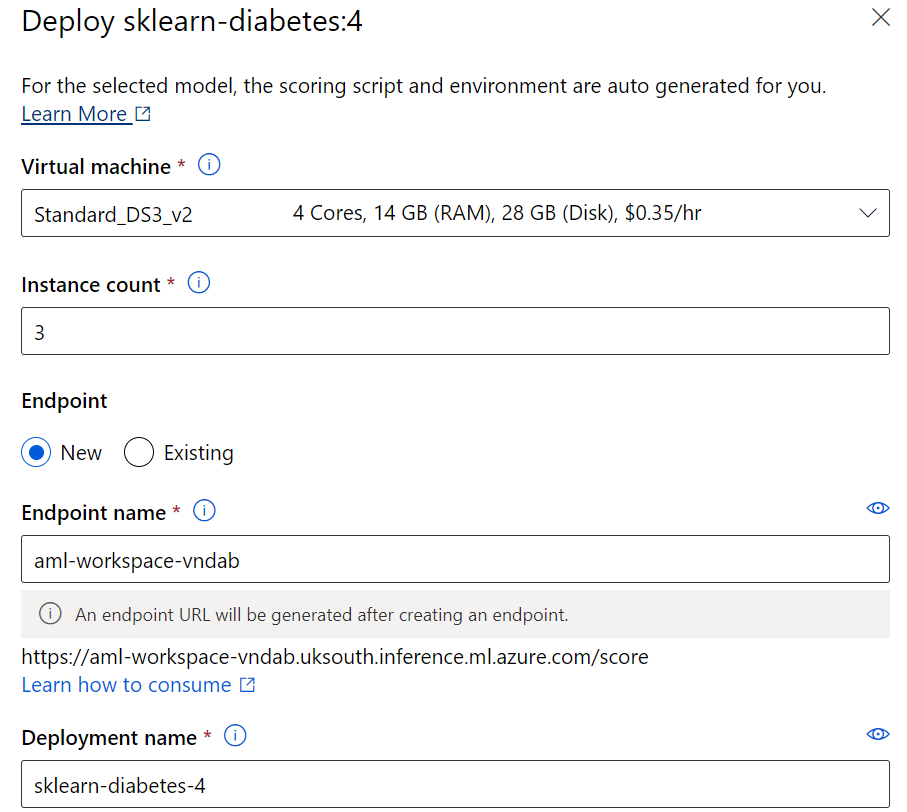 Deploy sklearn-diabetes:4
For the selected model, the scoring script and environment are auto generated for you.
Learn More
Virtual machine *
Standard_DS3_v2 4 Cores, 14 GB (RAM), 28 GB (Disk), $0.35/hr
Instance count *
3
Endpoint
New Existing
Endpoint name *
aml-workspace-vndab
An endpoint URL will be generated after creating an endpoint.
https://aml-workspace-vndab.uksouth.inference.ml.azure.com/score
Learn how to consume
Deployment name *
sklearn-diabetes-4